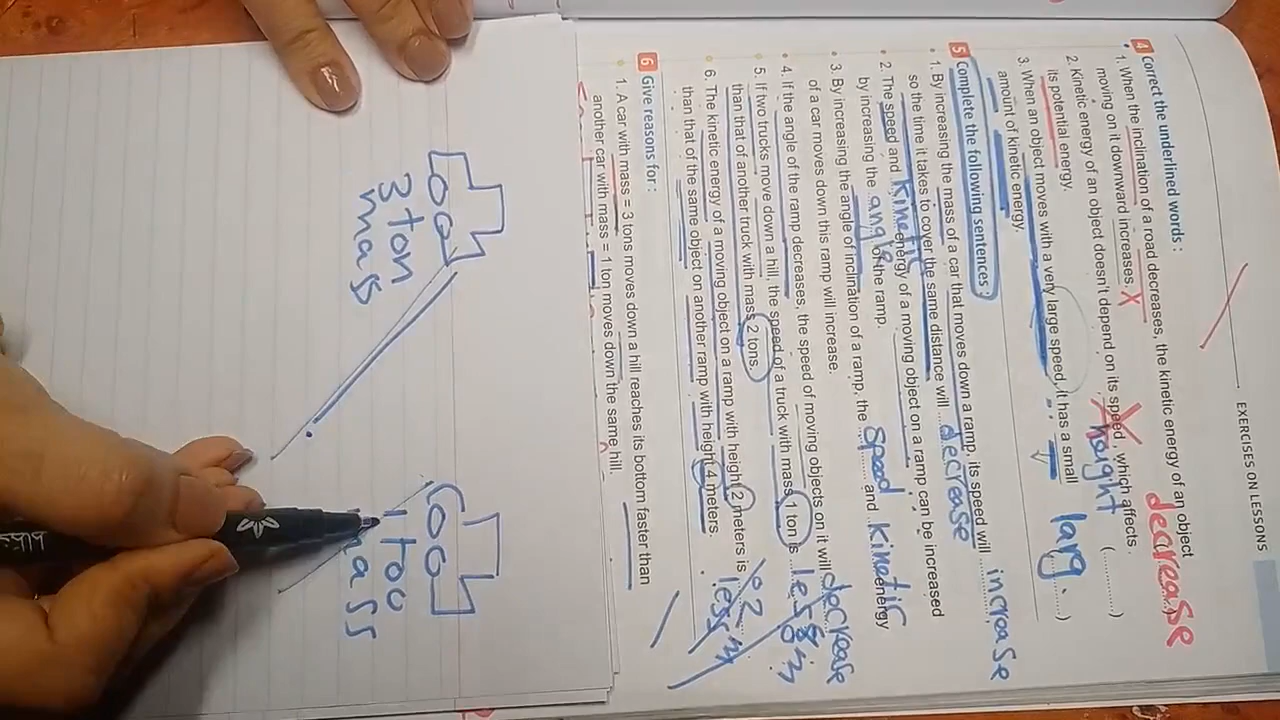 EXERCISES ON LESSONS
4 Correct the underlined words :
1. When the inclination of a road decreases, the kinetic energy of an object
moving on it downward increases. X decrease
2. Kinetic energy of an object doesn't depend on its speed, which affects
its potential energy. height (............)
3. When an object moves with a very large speed, it has a small
amount of kinetic energy. larg. (............)
5 Complete the following sentences :
1. By increasing the mass of a car that moves down a ramp, its speed will increase
so the time it takes to cover the same distance will decrease
2. The speed and kinetic energy of a moving object on a ramp can be increased
by increasing the angle of the ramp.
3. By increasing the angle of inclination of a ramp, the speed and kinetic energy
of a car moves down this ramp will increase.
4. If the angle of the ramp decreases, the speed of moving objects on it will decrease
5. If two trucks move down a hill, the speed of a truck with mass 1 ton is less
than that of another truck with mass 2 tons.
6. The kinetic energy of a moving object on a ramp with height 2 meters is less
than that of the same object on another ramp with height 4 meters.
6 Give reasons for :
1. A car with mass = 3 tons moves down a hill reaches its bottom faster than
another car with mass = 1 ton moves down the same hill.
3 ton
mass
1 too